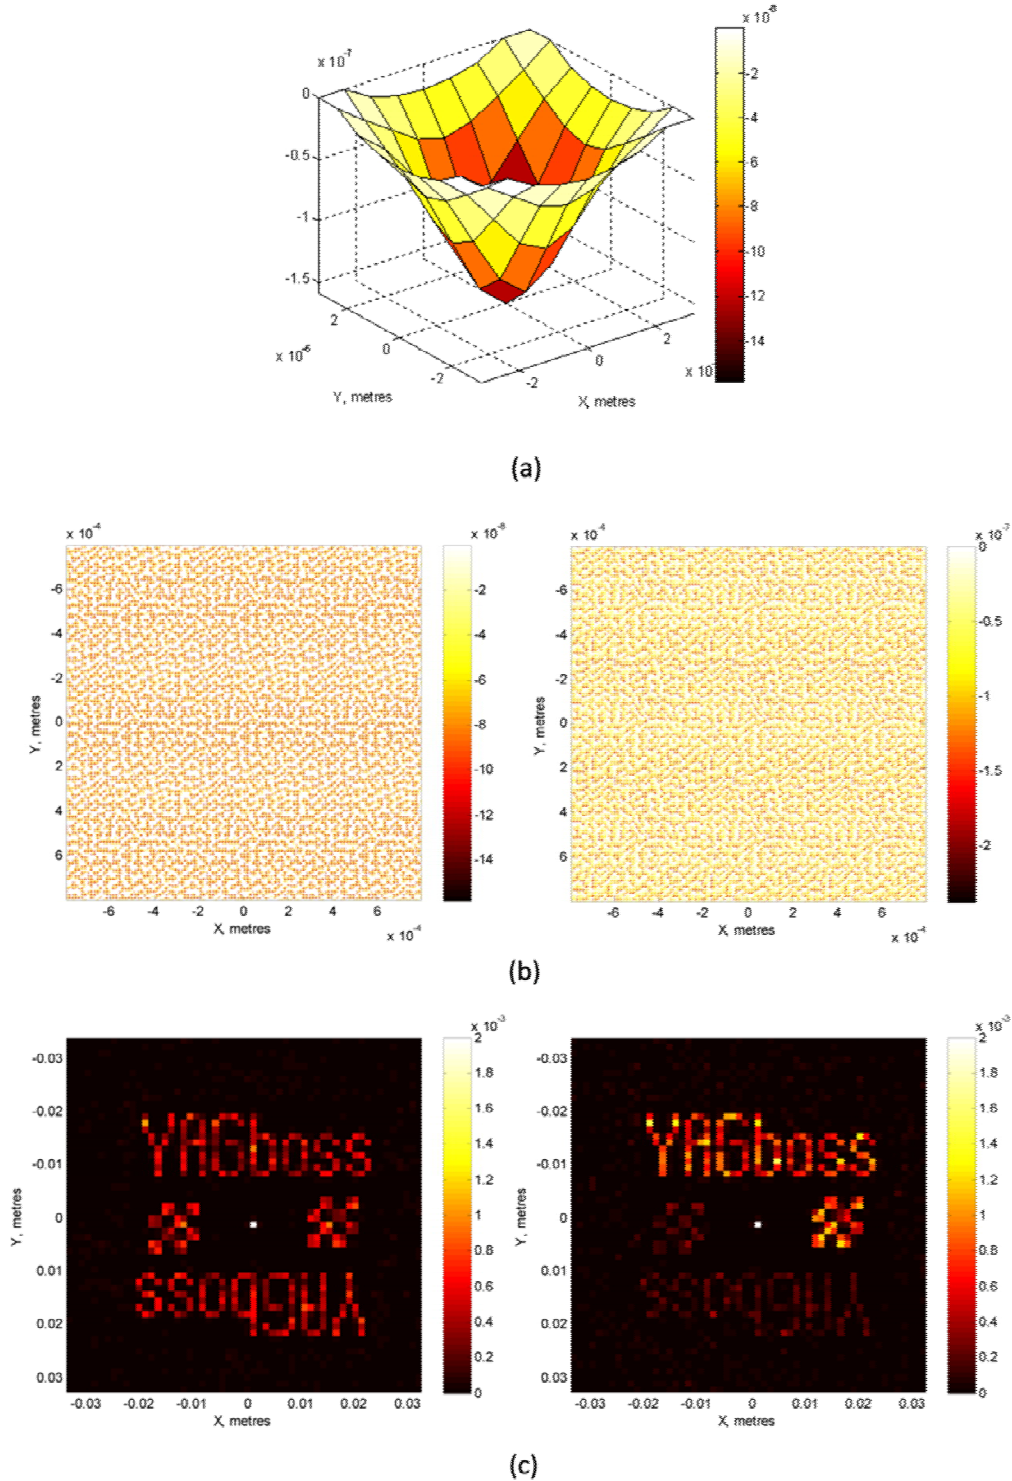 x 10⁻⁷
0
-0.5
-1
-1.5
x 10⁻⁶
2
0
-2
Y, metres
-2
0
2
x 10
X, metres
x 10⁻⁸
-2
-4
-6
-8
-10
-12
-14
(a)
x 10⁻⁴
-6
-4
-2
0
2
4
6
Y, metres
-6 -4 -2 0 2 4 6
X, metres
x 10⁻⁴
x 10⁻⁸
-2
-4
-6
-8
-10
-12
-14
x 10⁻⁴
-6
-4
-2
0
2
4
6
Y, metres
-6 -4 -2 0 2 4 6
X, metres
x 10⁻⁴
x 10⁻⁷
0
-0.5
-1
-1.5
-2
(b)
-0.03
-0.02
-0.01
0
0.01
0.02
0.03
Y, metres
YAGboss
YAGboss
-0.03 -0.02 -0.01 0 0.01 0.02 0.03
X, metres
x 10⁻³
2
1.8
1.6
1.4
1.2
1
0.8
0.6
0.4
0.2
0
-0.03
-0.02
-0.01
0
0.01
0.02
0.03
Y, metres
YAGboss
YAGboss
-0.03 -0.02 -0.01 0 0.01 0.02 0.03
X, metres
x 10⁻³
2
1.8
1.6
1.4
1.2
1
0.8
0.6
0.4
0.2
0
(c)